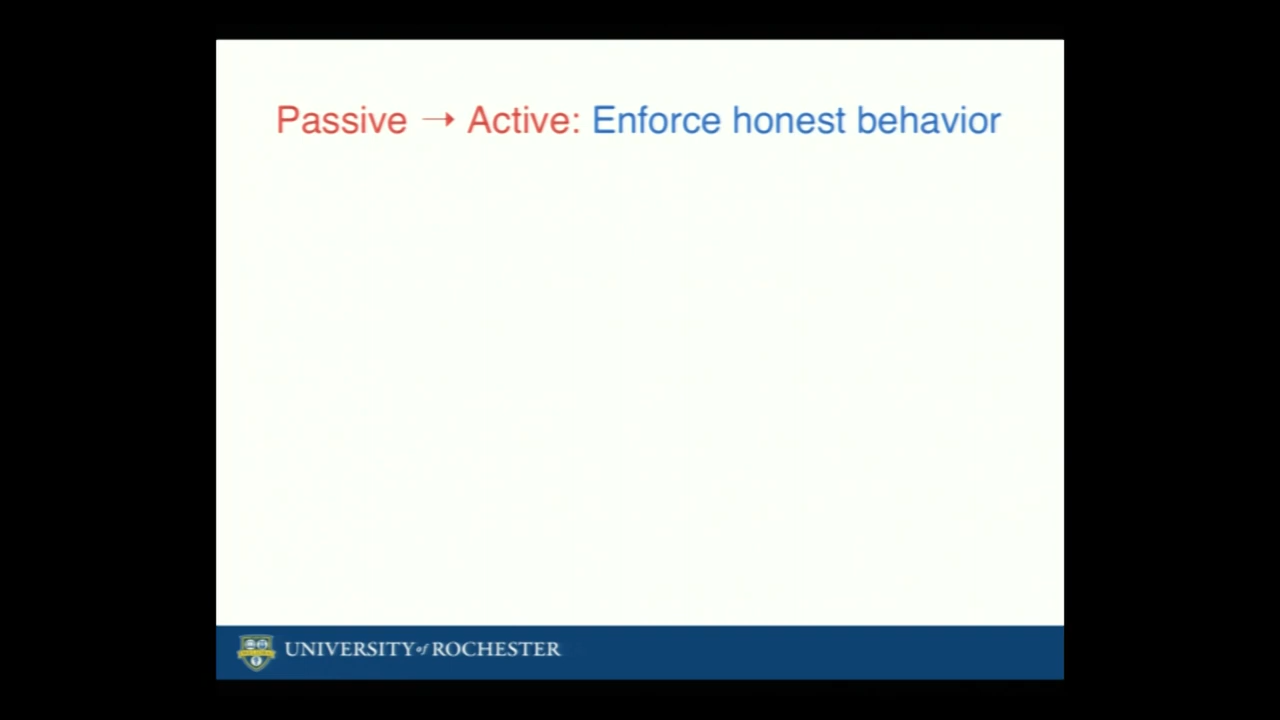 Passive → Active: Enforce honest behavior
UNIVERSITY of ROCHESTER